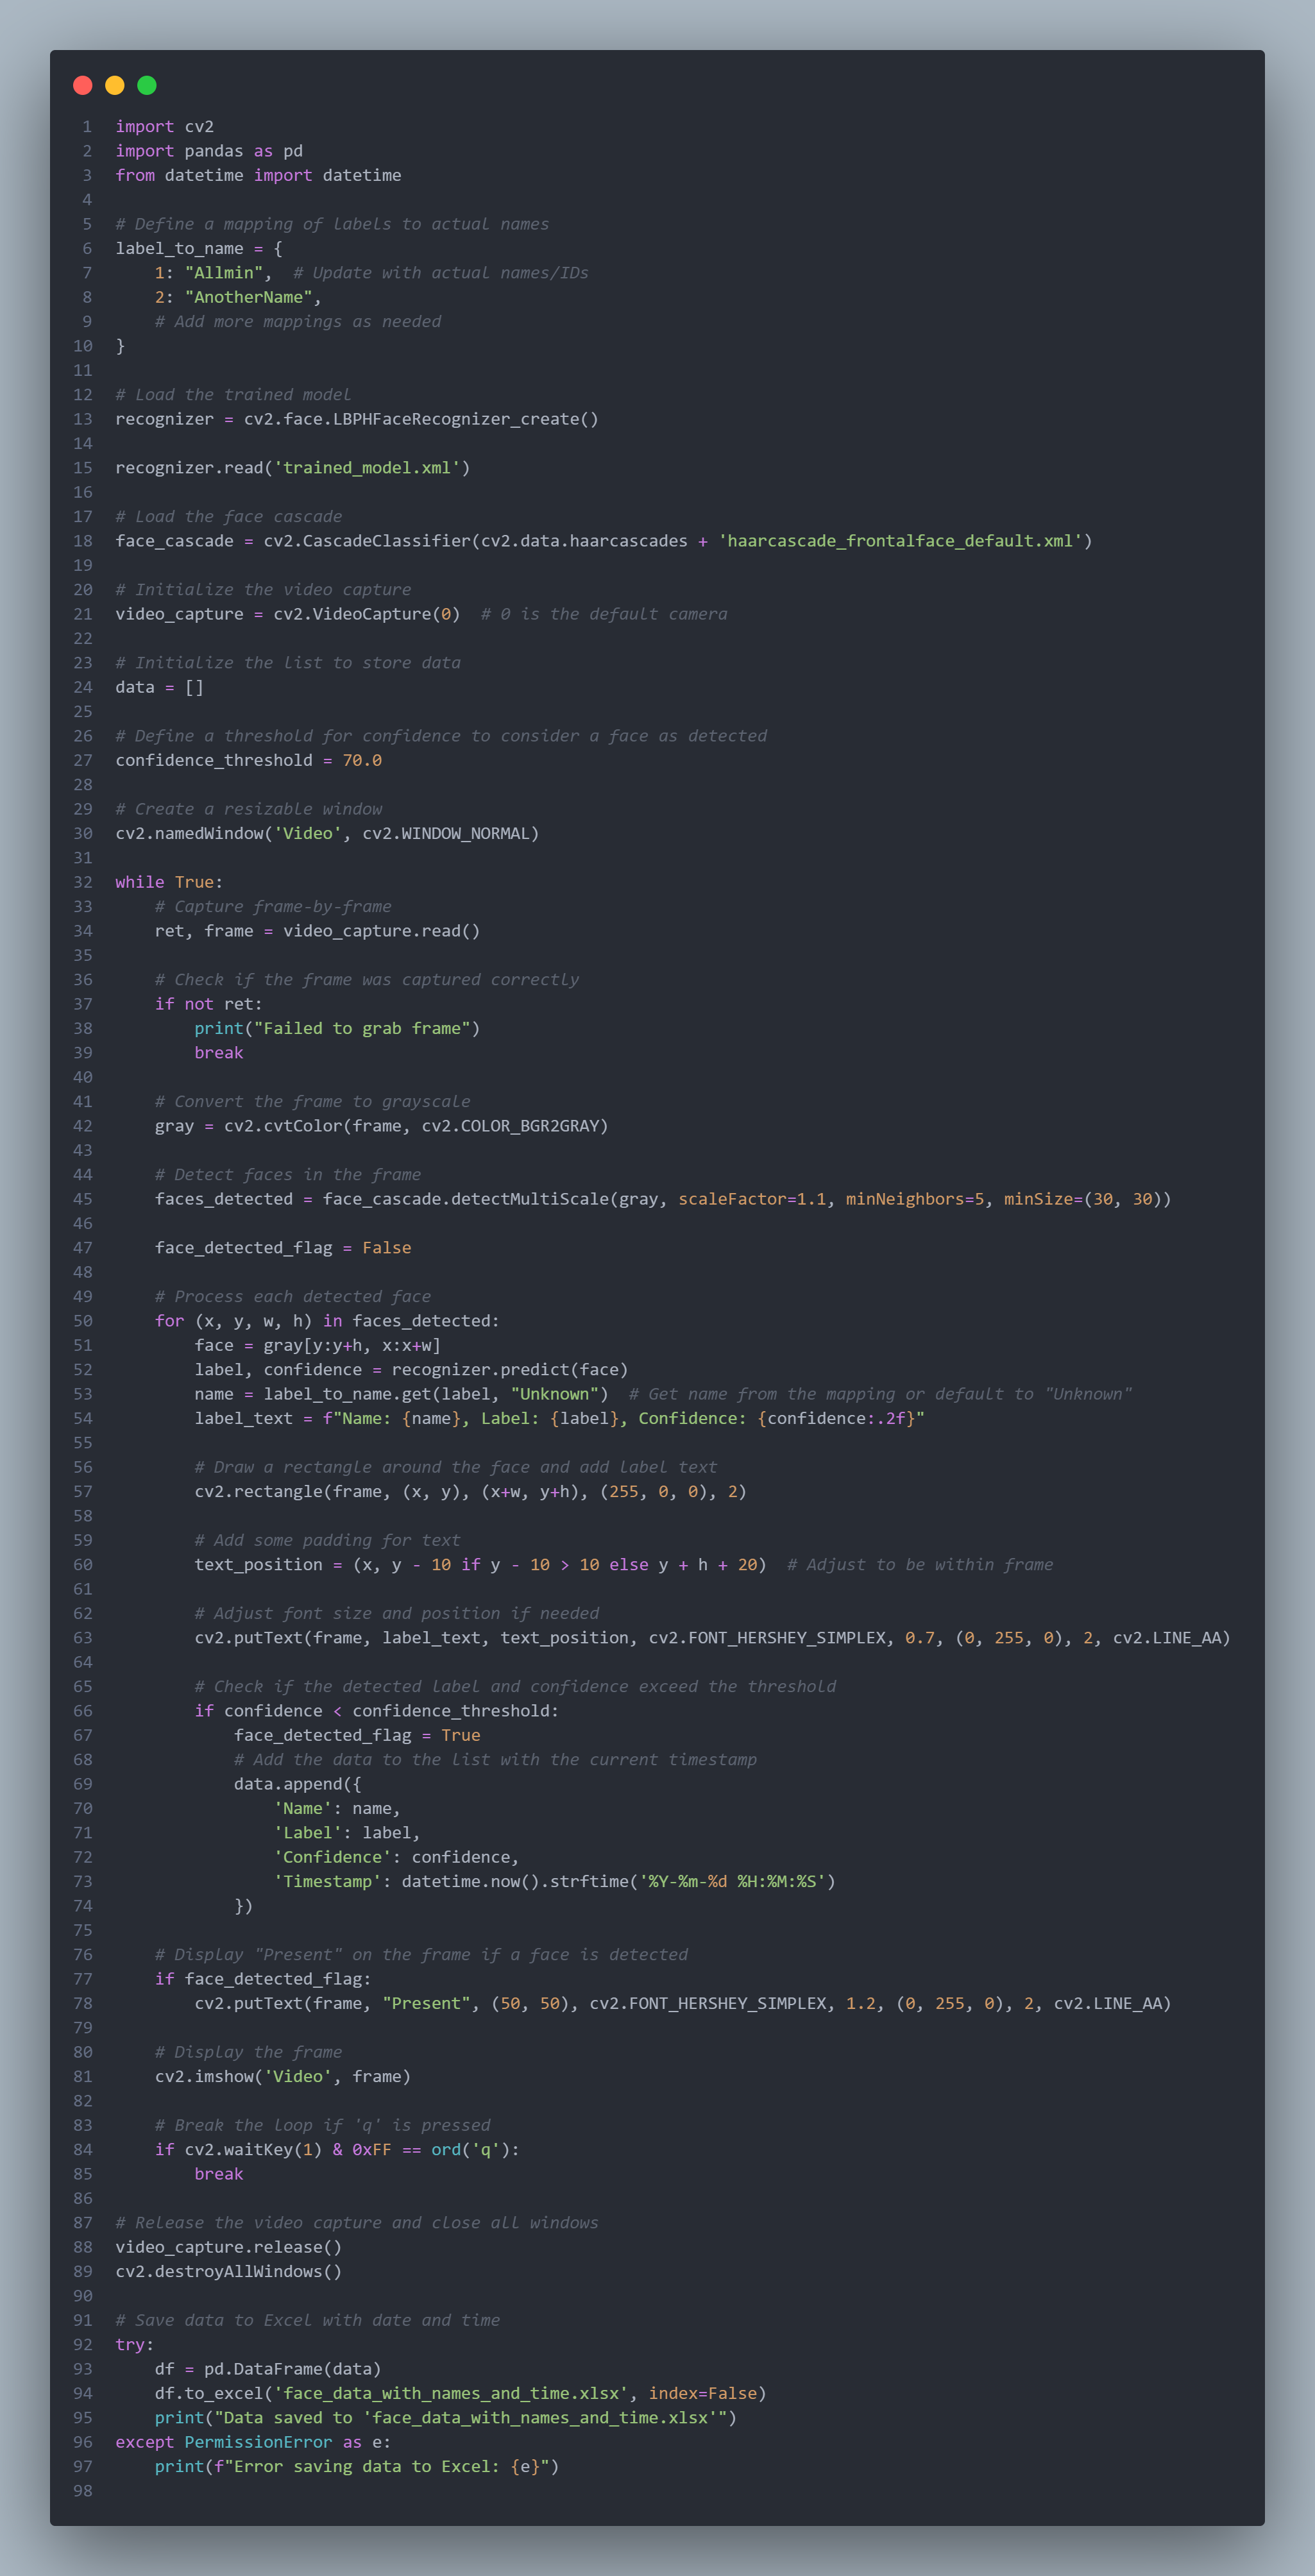 1 import cv2
2 import pandas as pd
3 from datetime import datetime
4
5 # Define a mapping of labels to actual names
6 label_to_name = {
7     1: "Allmin",  # Update with actual names/IDs
8     2: "AnotherName",
9     # Add more mappings as needed
10 }
11
12 # Load the trained model
13 recognizer = cv2.face.LBPHFaceRecognizer_create()
14
15 recognizer.read('trained_model.xml')
16
17 # Load the face cascade
18 face_cascade = cv2.CascadeClassifier(cv2.data.haarcascades + 'haarcascade_frontalface_default.xml')
19
20 # Initialize the video capture
21 video_capture = cv2.VideoCapture(0)  # 0 is the default camera
22
23 # Initialize the list to store data
24 data = []
25
26 # Define a threshold for confidence to consider a face as detected
27 confidence_threshold = 70.0
28
29 # Create a resizable window
30 cv2.namedWindow('Video', cv2.WINDOW_NORMAL)
31
32 while True:
33     # Capture frame-by-frame
34     ret, frame = video_capture.read()
35
36     # Check if the frame was captured correctly
37     if not ret:
38         print("Failed to grab frame")
39         break
40
41     # Convert the frame to grayscale
42     gray = cv2.cvtColor(frame, cv2.COLOR_BGR2GRAY)
43
44     # Detect faces in the frame
45     faces_detected = face_cascade.detectMultiScale(gray, scaleFactor=1.1, minNeighbors=5, minSize=(30, 30))
46
47     face_detected_flag = False
48
49     # Process each detected face
50     for (x, y, w, h) in faces_detected:
51         face = gray[y:y+h, x:x+w]
52         label, confidence = recognizer.predict(face)
53         name = label_to_name.get(label, "Unknown")  # Get name from the mapping or default to "Unknown"
54         label_text = f"Name: {name}, Label: {label}, Confidence: {confidence:.2f}"
55
56         # Draw a rectangle around the face and add label text
57         cv2.rectangle(frame, (x, y), (x+w, y+h), (255, 0, 0), 2)
58
59         # Add some padding for text
60         text_position = (x, y - 10 if y - 10 > 10 else y + h + 20)  # Adjust to be within frame
61
62         # Adjust font size and position if needed
63         cv2.putText(frame, label_text, text_position, cv2.FONT_HERSHEY_SIMPLEX, 0.7, (0, 255, 0), 2, cv2.LINE_AA)
64
65         # Check if the detected label and confidence exceed the threshold
66         if confidence < confidence_threshold:
67             face_detected_flag = True
68             # Add the data to the list with the current timestamp
69             data.append({
70                 'Name': name,
71                 'Label': label,
72                 'Confidence': confidence,
73                 'Timestamp': datetime.now().strftime('%Y-%m-%d %H:%M:%S')
74             })
75
76     # Display "Present" on the frame if a face is detected
77     if face_detected_flag:
78         cv2.putText(frame, "Present", (50, 50), cv2.FONT_HERSHEY_SIMPLEX, 1.2, (0, 255, 0), 2, cv2.LINE_AA)
79
80     # Display the frame
81     cv2.imshow('Video', frame)
82
83     # Break the loop if 'q' is pressed
84     if cv2.waitKey(1) & 0xFF == ord('q'):
85         break
86
87 # Release the video capture and close all windows
88 video_capture.release()
89 cv2.destroyAllWindows()
90
91 # Save data to Excel with date and time
92 try:
93     df = pd.DataFrame(data)
94     df.to_excel('face_data_with_names_and_time.xlsx', index=False)
95     print("Data saved to 'face_data_with_names_and_time.xlsx'")
96 except PermissionError as e:
97     print(f"Error saving data to Excel: {e}")
98